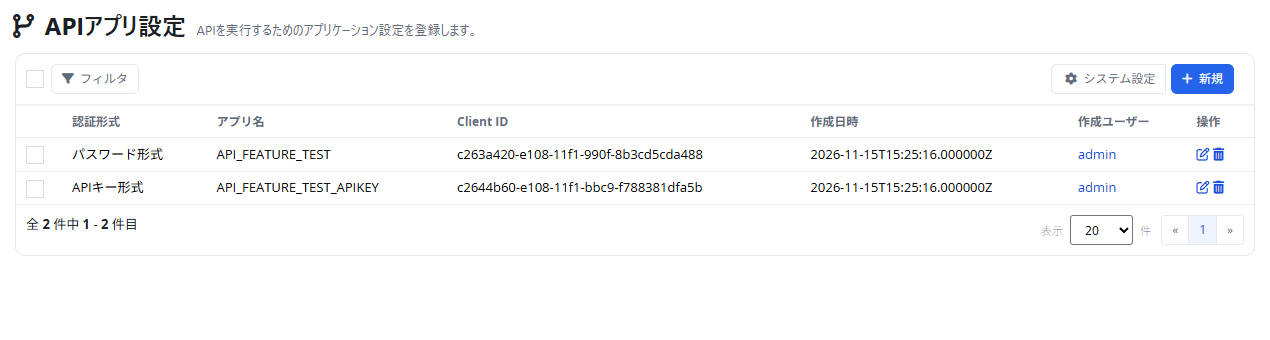 APIアプリ設定 APIを実行するためのアプリケーション設定を登録します。
フィルタ システム設定 新規
認証形式 アプリ名 Client ID 作成日時 作成ユーザー 操作
パスワード形式 API_FEATURE_TEST c263a420-e108-11f1-990f-8b3cd5cda488 2026-11-15T15:25:16.000000Z admin
APIキー形式 API_FEATURE_TEST_APIKEY c2644b60-e108-11f1-bbc9-f788381dfa5b 2026-11-15T15:25:16.000000Z admin
全 2 件中 1 - 2 件目 表示 20 件 « 1 »